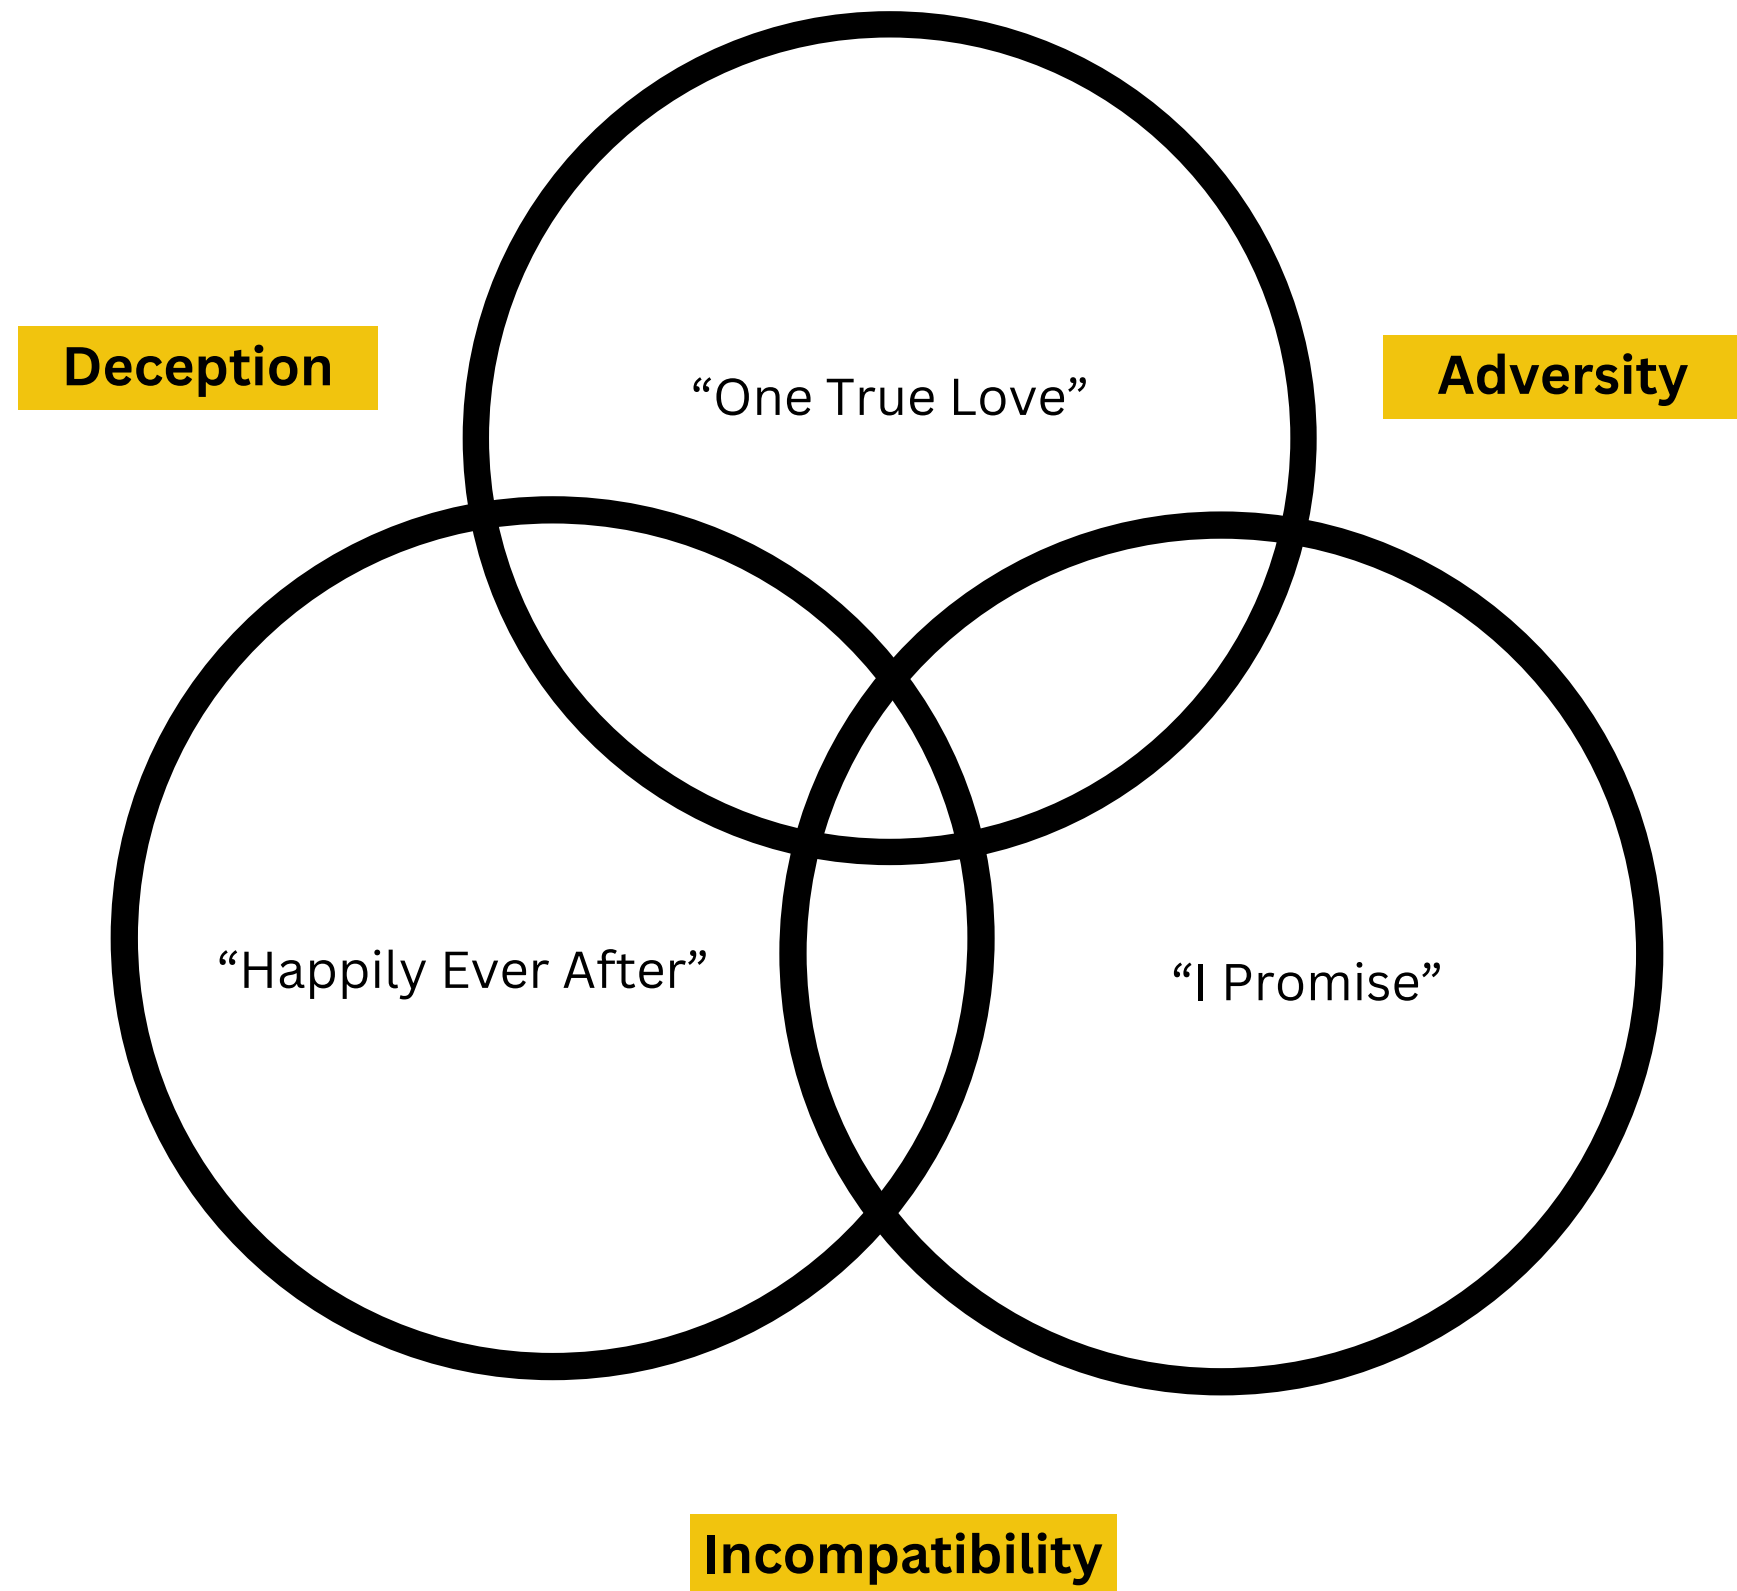 Deception
Adversity
“One True Love”
“Happily Ever After”
“I Promise”
Incompatibility